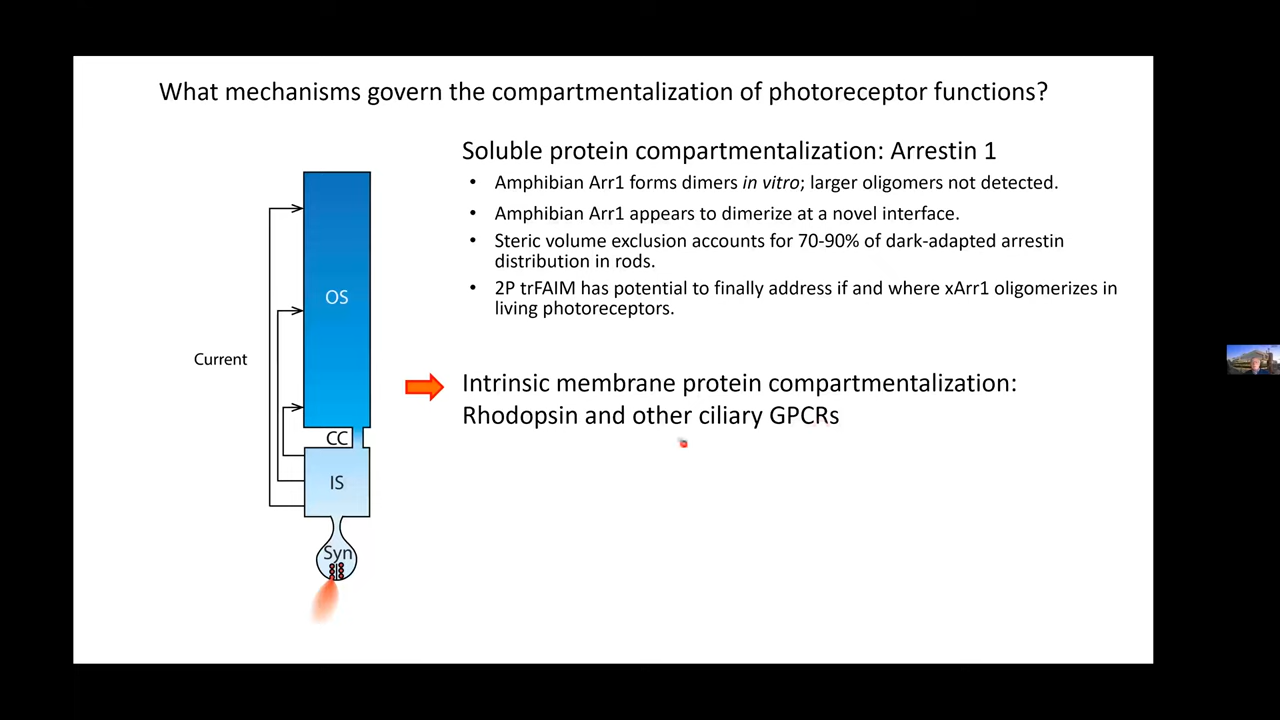 What mechanisms govern the compartmentalization of photoreceptor functions?
Soluble protein compartmentalization: Arrestin 1
• Amphibian Arr1 forms dimers in vitro; larger oligomers not detected.
• Amphibian Arr1 appears to dimerize at a novel interface.
• Steric volume exclusion accounts for 70-90% of dark-adapted arrestin
distribution in rods.
• 2P trFAIM has potential to finally address if and where xArr1 oligomerizes in
living photoreceptors.
Intrinsic membrane protein compartmentalization:
Rhodopsin and other ciliary GPCRs
OS
Current
CC
IS
Syn